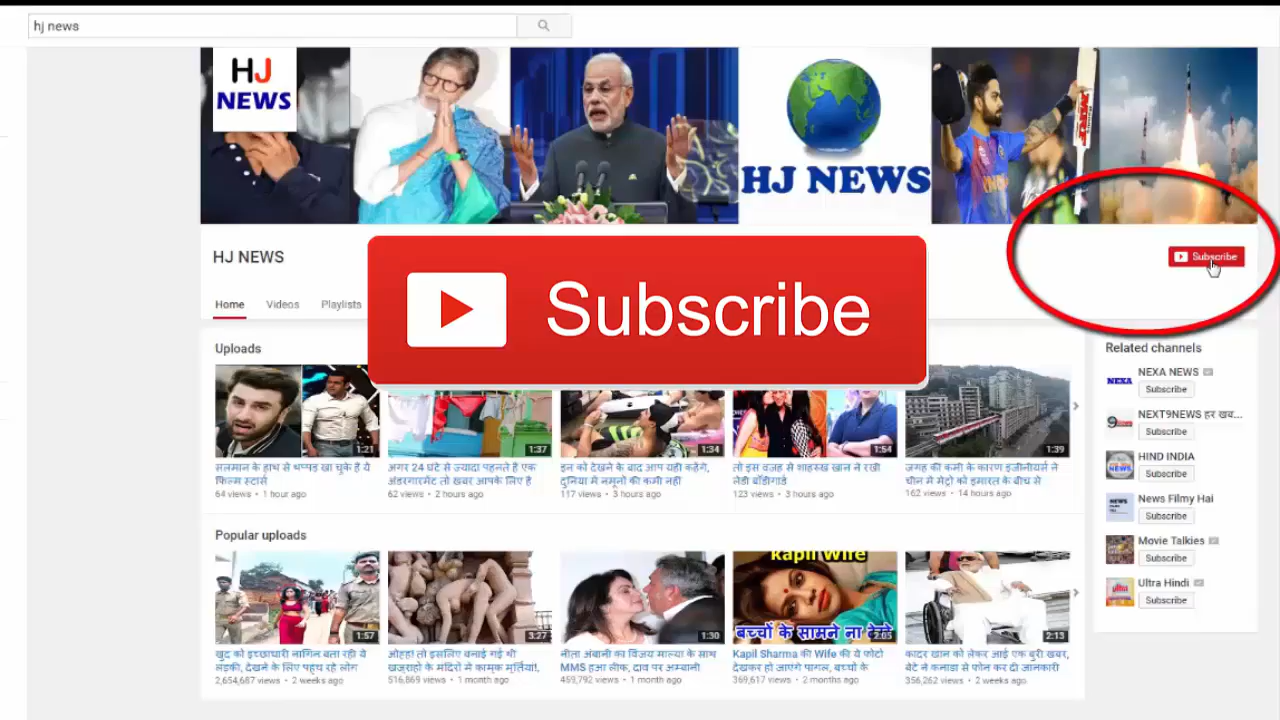 hj news
HJ
NEWS
HJ NEWS
INDIA
HJ NEWS
Subscribe
Subscribe
Home Videos Playlists
Uploads
1:21
1:37
1:34
1:54
1:39
सलमान के हाथ से थप्पड़ खा चुके हैं ये
फिल्म स्टार्स
64 views • 1 hour ago
अगर 24 घंटे से ज्यादा पहनते हैं एक
अंडरगारमेंट तो खबर आपके लिए है
62 views • 2 hours ago
इन को देखने के बाद आप यही कहेंगे,
दुनिया में नमूनों की कमी नहीं
117 views • 3 hours ago
तो इस वजह से शाहरुख खान ने रखी
लेडी बॉडीगार्ड
123 views • 3 hours ago
जगह की कमी के कारण इंजीनीयर्स ने
चीन में मेट्रो को इमारत के बीच से
162 views • 14 hours ago
Popular uploads
1:57
3:27
1:30
kapil Wife
बच्चों के सामने ना देखे
2:05
2:13
खुद को इच्छाधारी नागिन बता रही ये
लड़की, देखने के लिए पहुंच रहे लोग
2,654,687 views • 2 weeks ago
ओह्हो तो इसलिए बनाई गई थी
खजुराहो के मंदिरों में कामुक मूर्तियां!,
516,869 views • 1 month ago
नीता अंबानी का विजय माल्या के साथ
MMS हुआ लीक, दाव पर अम्बानी
459,792 views • 1 month ago
Kapil Sharma की Wife की ये फोटो
देखकर हो जाएंगे पागल, बच्चों के
369,617 views • 2 months ago
कादर खान को लेकर आई एक बुरी खबर,
बेटे ने कनाडा से फोन कर दी जानकारी
356,262 views • 2 weeks ago
Related channels
NEXA
NEXA NEWS
Subscribe
NEXT9NEWS हर खब...
Subscribe
NEWS
HIND INDIA
Subscribe
NEWS
News Filmy Hai
Subscribe
Movie Talkies
Subscribe
Ultra Hindi
Subscribe